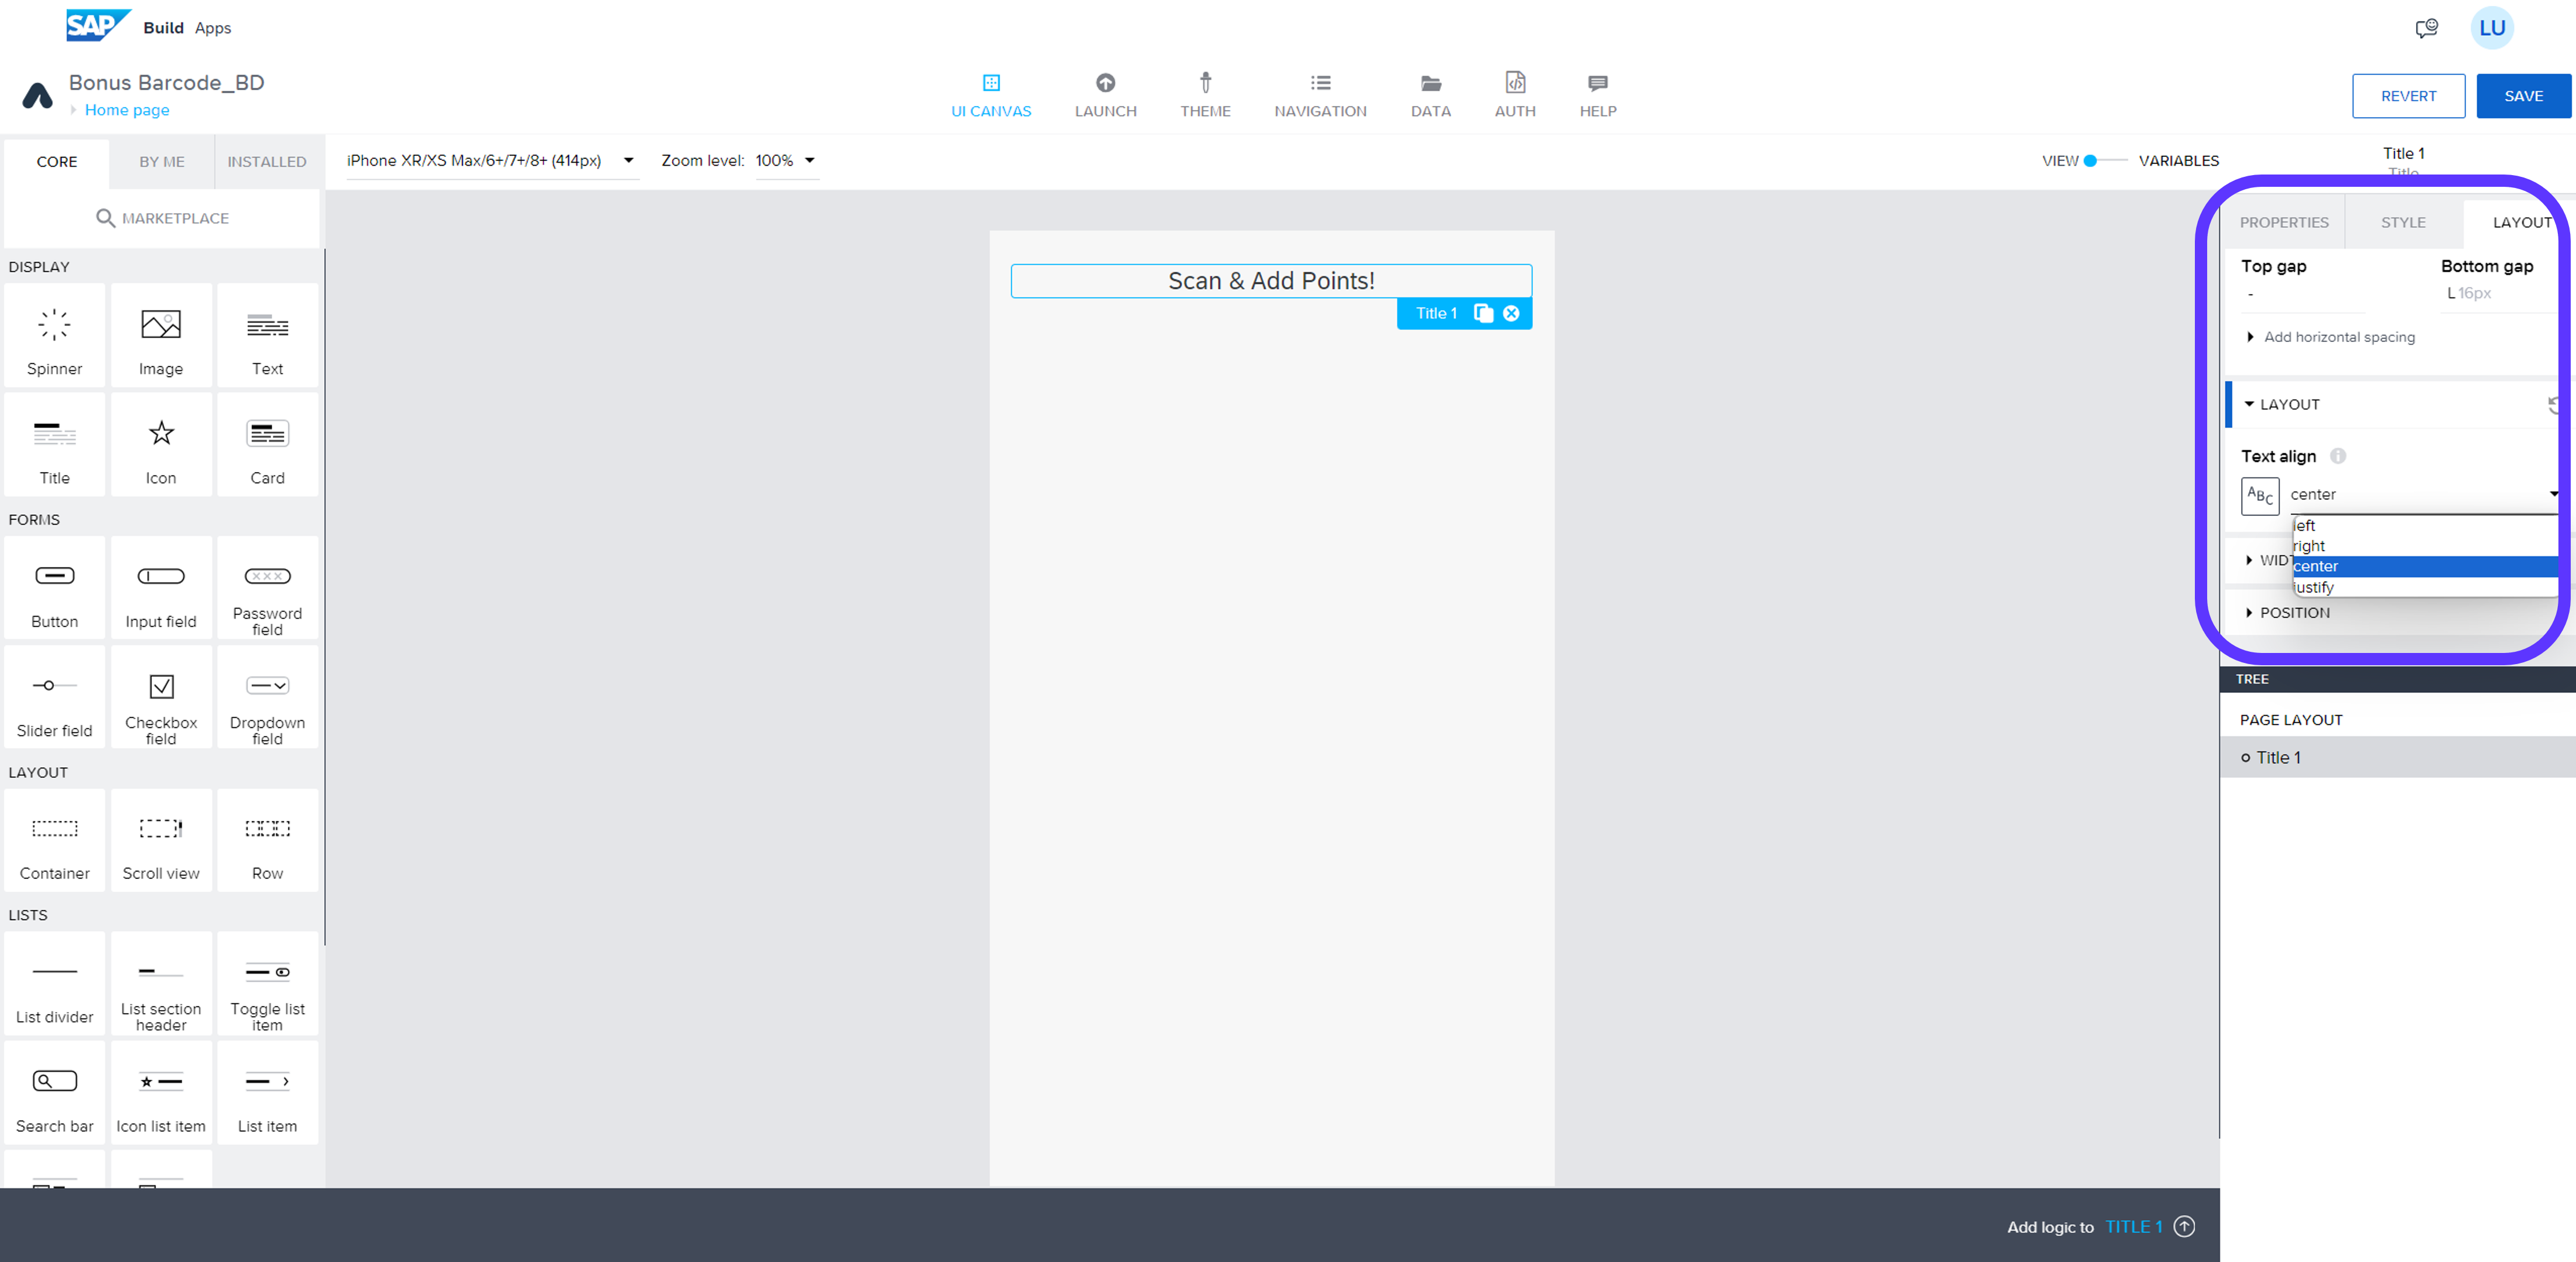 SAP Build Apps
LU
Bonus Barcode_BD
Home page
UI CANVAS
LAUNCH
THEME
NAVIGATION
DATA
AUTH
HELP
REVERT
SAVE
CORE
BY ME
INSTALLED
iPhone XR/XS Max/6+/7+/8+ (414px)
Zoom level: 100%
VIEW
VARIABLES
Title 1
Title
MARKETPLACE
DISPLAY
Spinner
Image
Text
Title
Icon
Card
FORMS
Button
Input field
Password
field
Slider field
Checkbox
field
Dropdown
field
LAYOUT
Container
Scroll view
Row
LISTS
List divider
List section
header
Toggle list
item
Search bar
Icon list item
List item
Scan & Add Points!
Title 1
PROPERTIES
STYLE
LAYOUT
Top gap
Bottom gap
-
L 16px
Add horizontal spacing
LAYOUT
Text align
ABC
center
left
right
center
justify
WIDT
POSITION
TREE
PAGE LAYOUT
Title 1
Add logic to TITLE 1